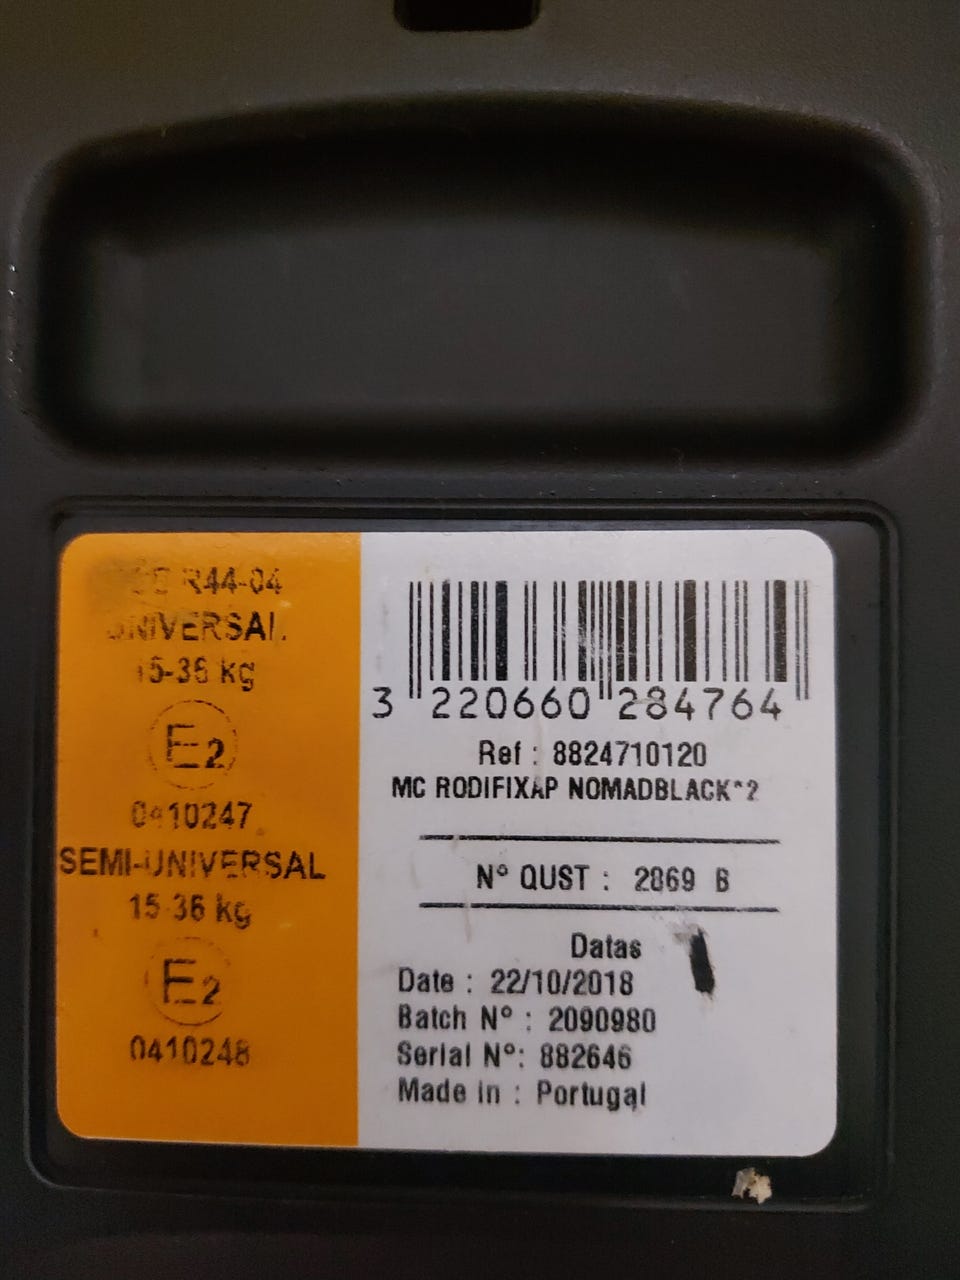 R44-04
UNIVERSAL
15-36 kg
E2
0410247
SEMI-UNIVERSAL
15-36 kg
E2
0410248
3 220660 284764
Ref : 8824710120
MC RODIFIXAP NOMADBLACK*2
N° QUST : 2869 B
Datas
Date : 22/10/2018
Batch N° : 2090980
Serial N°: 882646
Made in : Portugal